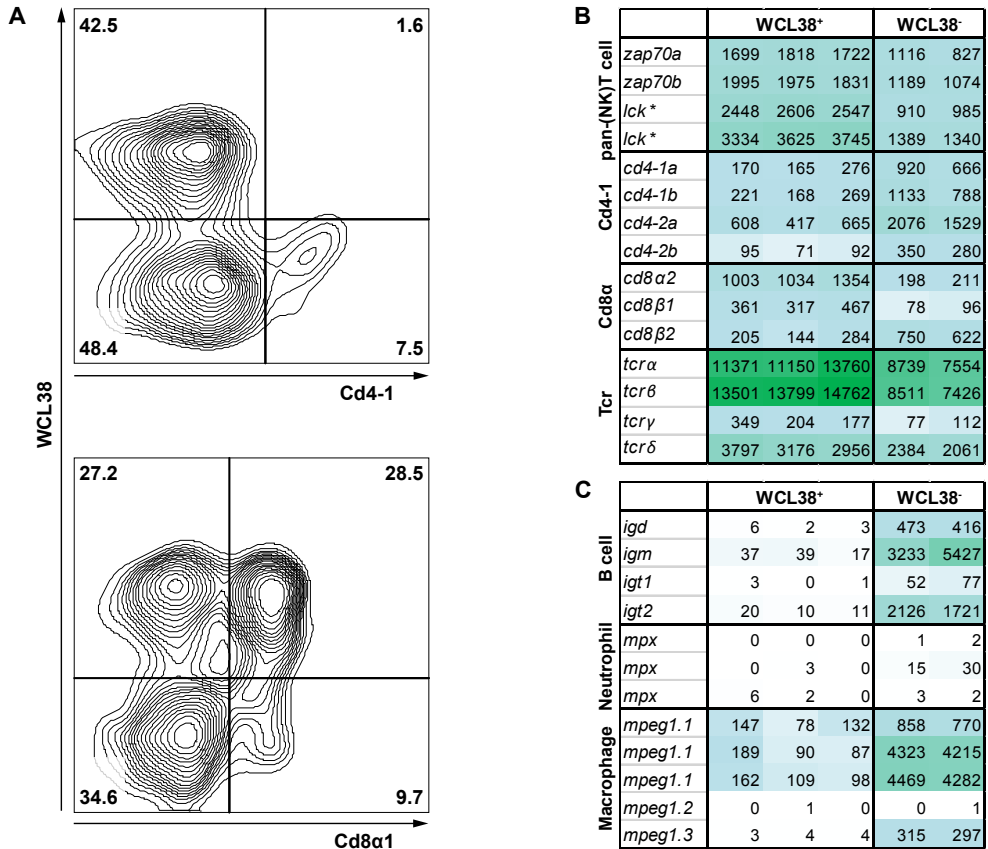 A
42.5 1.6
48.4 7.5
Cd4-1
WCL38
27.2 28.5
34.6 9.7
Cd8α1
B
WCL38⁺ WCL38⁻
pan-(NK)T cell
zap70a 1699 1818 1722 1116 827
zap70b 1995 1975 1831 1189 1074
lck* 2448 2606 2547 910 985
lck* 3334 3625 3745 1389 1340
Cd4-1
cd4-1a 170 165 276 920 666
cd4-1b 221 168 269 1133 788
cd4-2a 608 417 665 2076 1529
cd4-2b 95 71 92 350 280
Cd8α
cd8α2 1003 1034 1354 198 211
cd8β1 361 317 467 78 96
cd8β2 205 144 284 750 622
Tcr
tcrα 11371 11150 13760 8739 7554
tcrβ 13501 13799 14762 8511 7426
tcrγ 349 204 177 77 112
tcrδ 3797 3176 2956 2384 2061
C
WCL38⁺ WCL38⁻
B cell
igd 6 2 3 473 416
igm 37 39 17 3233 5427
igt1 3 0 1 52 77
igt2 20 10 11 2126 1721
Neutrophil
mpx 0 0 0 1 2
mpx 0 3 0 15 30
mpx 6 2 0 3 2
Macrophage
mpeg1.1 147 78 132 858 770
mpeg1.1 189 90 87 4323 4215
mpeg1.1 162 109 98 4469 4282
mpeg1.2 0 1 0 0 1
mpeg1.3 3 4 4 315 297